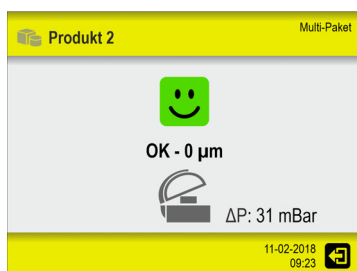 Produkt 2
Multi-Paket
OK - 0 µm
ΔP: 31 mBar
11-02-2018
09:23